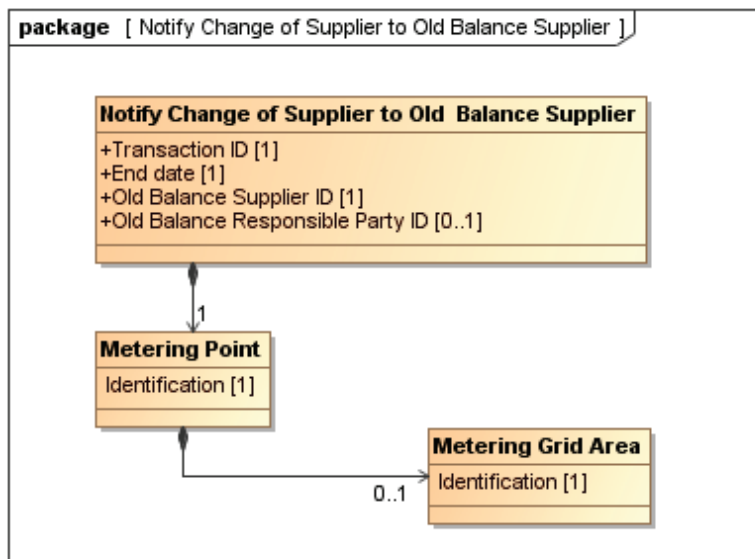 package [ Notify Change of Supplier to Old Balance Supplier ]
Notify Change of Supplier to Old Balance Supplier
+Transaction ID [1]
+End date [1]
+Old Balance Supplier ID [1]
+Old Balance Responsible Party ID [0..1]
1
Metering Point
Identification [1]
Metering Grid Area
Identification [1]
0..1